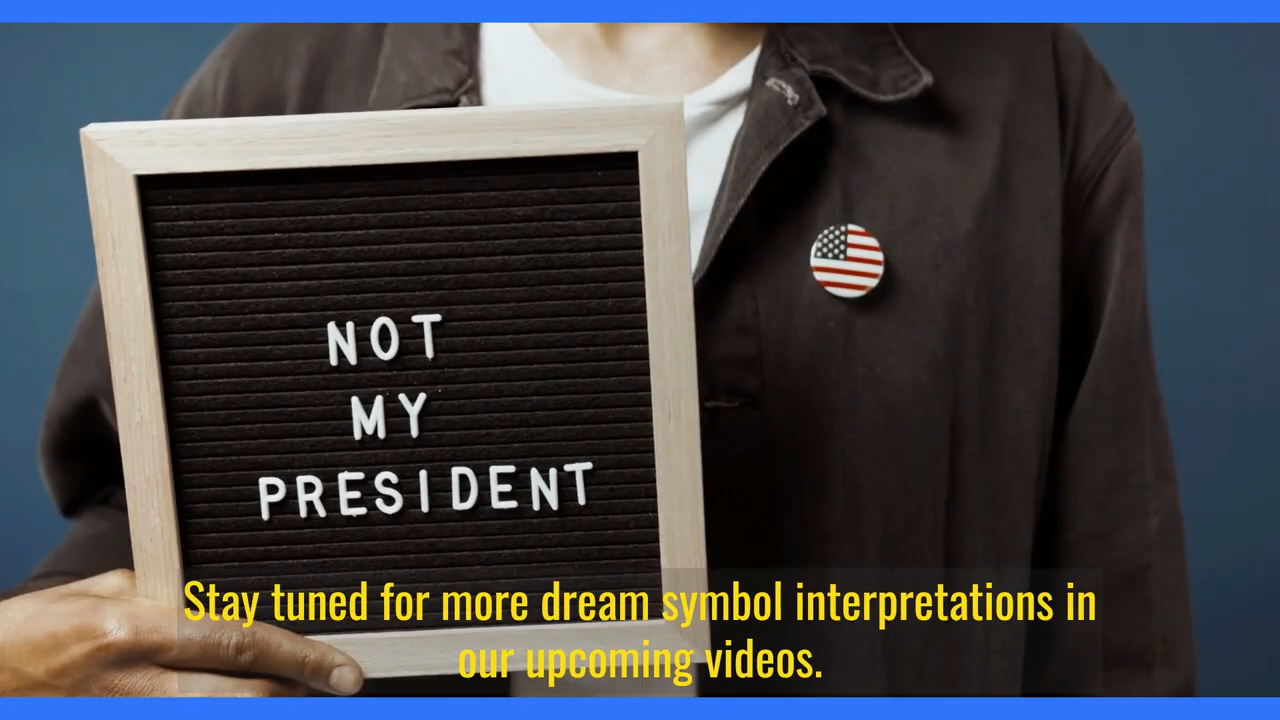 NOT
MY
PRESIDENT
Stay tuned for more dream symbol interpretations in
our upcoming videos.